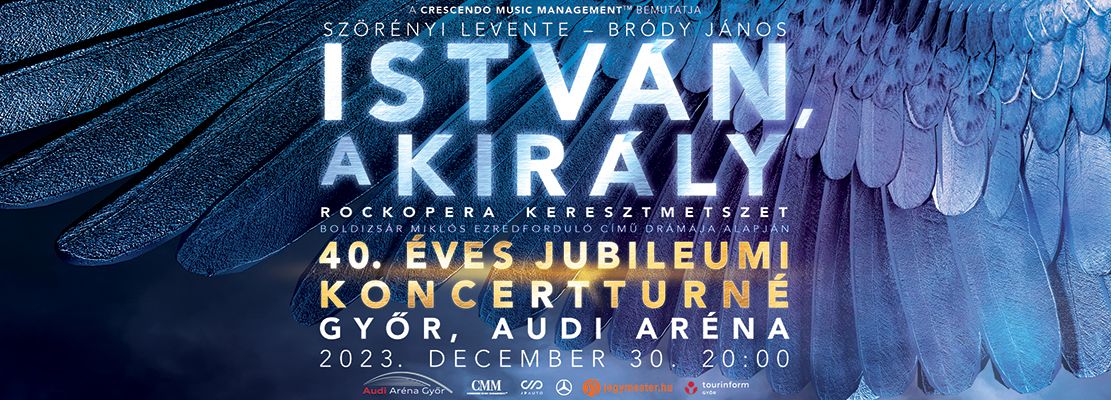 A CRESCENDO MUSIC MANAGEMENT™ BEMUTATJA
SZÖRÉNYI LEVENTE – BRÓDY JÁNOS
ISTVÁN,
A KIRÁLY
ROCKOPERA KERESZTMETSZET
BOLDIZSÁR MIKLÓS EZREDFORDULÓ CÍMŰ DRÁMÁJA ALAPJÁN
40. ÉVES JUBILEUMI
KONCERTTURNÉ
GYŐR, AUDI ARÉNA
2023. DECEMBER 30. 20:00
Audi Aréna Győr CMM jegymester.hu tourinform
GYŐR